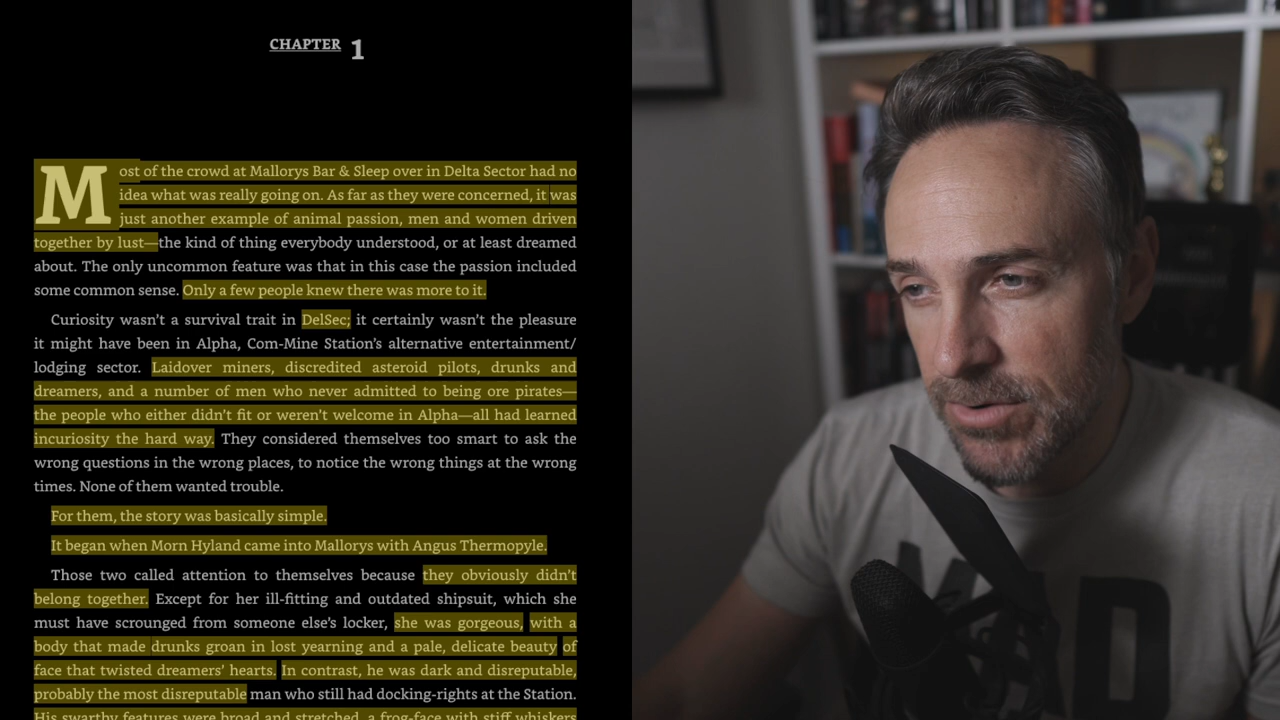 CHAPTER 1
Most of the crowd at Mallorys Bar & Sleep over in Delta Sector had no
idea what was really going on. As far as they were concerned, it was
just another example of animal passion, men and women driven
together by lust—the kind of thing everybody understood, or at least dreamed
about. The only uncommon feature was that in this case the passion included
some common sense. Only a few people knew there was more to it.
Curiosity wasn't a survival trait in DelSec; it certainly wasn't the pleasure
it might have been in Alpha, Com-Mine Station's alternative entertainment/
lodging sector. Laidover miners, discredited asteroid pilots, drunks and
dreamers, and a number of men who never admitted to being ore pirates—
the people who either didn't fit or weren't welcome in Alpha—all had learned
incuriosity the hard way. They considered themselves too smart to ask the
wrong questions in the wrong places, to notice the wrong things at the wrong
times. None of them wanted trouble.
For them, the story was basically simple.
It began when Morn Hyland came into Mallorys with Angus Thermopyle.
Those two called attention to themselves because they obviously didn't
belong together. Except for her ill-fitting and outdated shipsuit, which she
must have scrounged from someone else's locker, she was gorgeous, with a
body that made drunks groan in lost yearning and a pale, delicate beauty of
face that twisted dreamers' hearts. In contrast, he was dark and disreputable,
probably the most disreputable man who still had docking-rights at the Station.
His swarthy features were broad and stretched, a frog-face with stiff whiskers